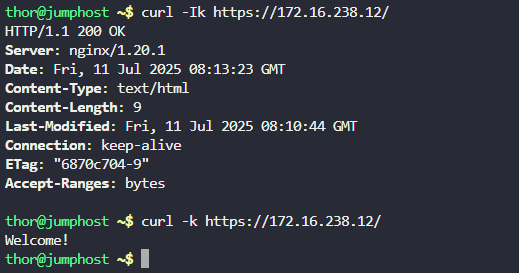 thor@jumphost ~$ curl -Ik https://172.16.238.12/
HTTP/1.1 200 OK
Server: nginx/1.20.1
Date: Fri, 11 Jul 2025 08:13:23 GMT
Content-Type: text/html
Content-Length: 9
Last-Modified: Fri, 11 Jul 2025 08:10:44 GMT
Connection: keep-alive
ETag: "6870c704-9"
Accept-Ranges: bytes
thor@jumphost ~$ curl -k https://172.16.238.12/
Welcome!
thor@jumphost ~$